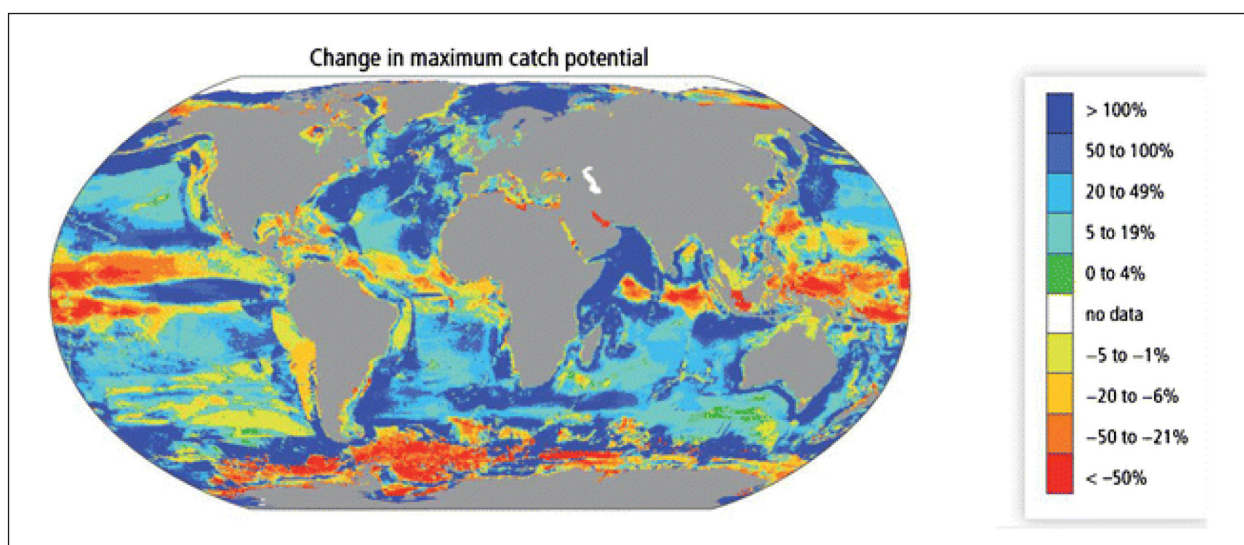 Change in maximum catch potential
> 100%
50 to 100%
20 to 49%
5 to 19%
0 to 4%
no data
−5 to −1%
−20 to −6%
−50 to −21%
< −50%